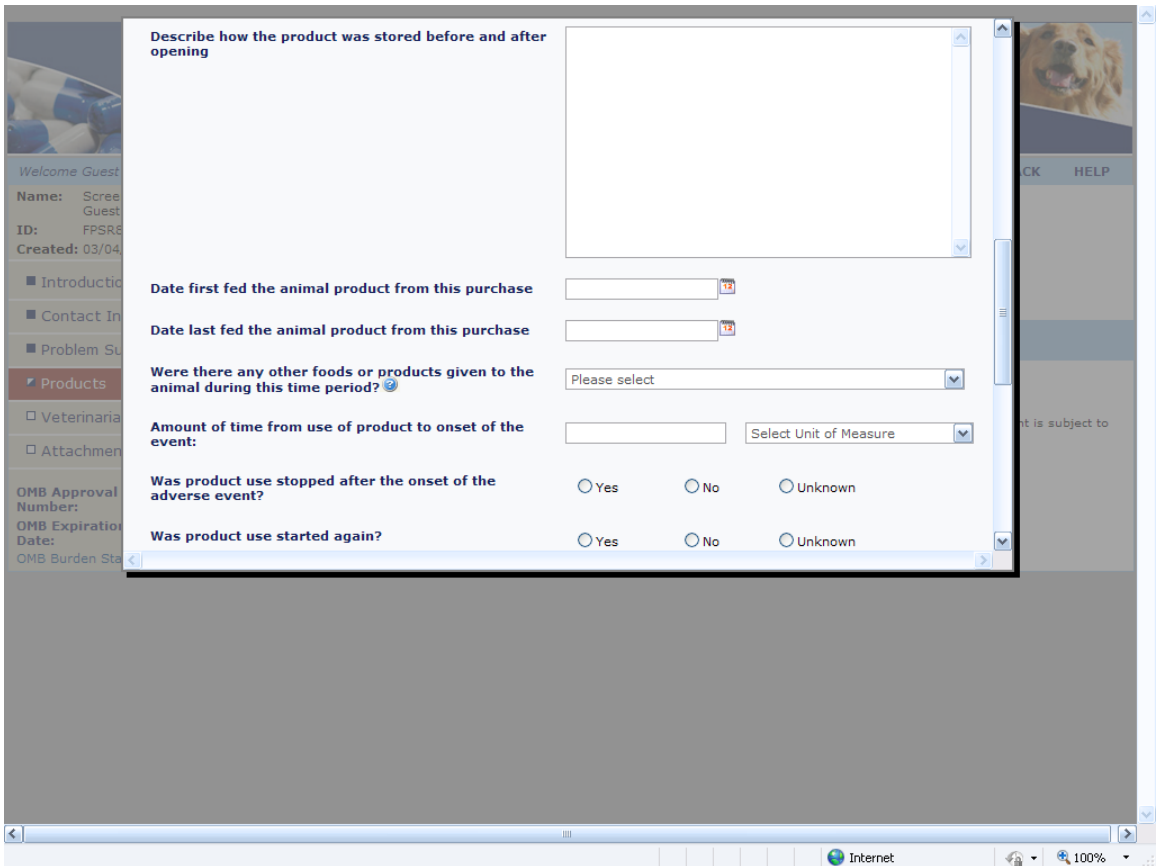 Describe how the product was stored before and after
opening
Date first fed the animal product from this purchase
12
Date last fed the animal product from this purchase
12
Were there any other foods or products given to the
animal during this time period? ?
Please select
Amount of time from use of product to onset of the
event:
Select Unit of Measure
Was product use stopped after the onset of the
adverse event?
Yes No Unknown
Was product use started again?
Yes No Unknown
Welcome Guest
CK HELP
Name: Scree
Guest
ID: FPSR8
Created: 03/04
Introductio
Contact In
Problem Su
Products
Veterinaria
Attachmen
OMB Approval
Number:
OMB Expiration
Date:
OMB Burden Sta
nt is subject to
Internet
100%